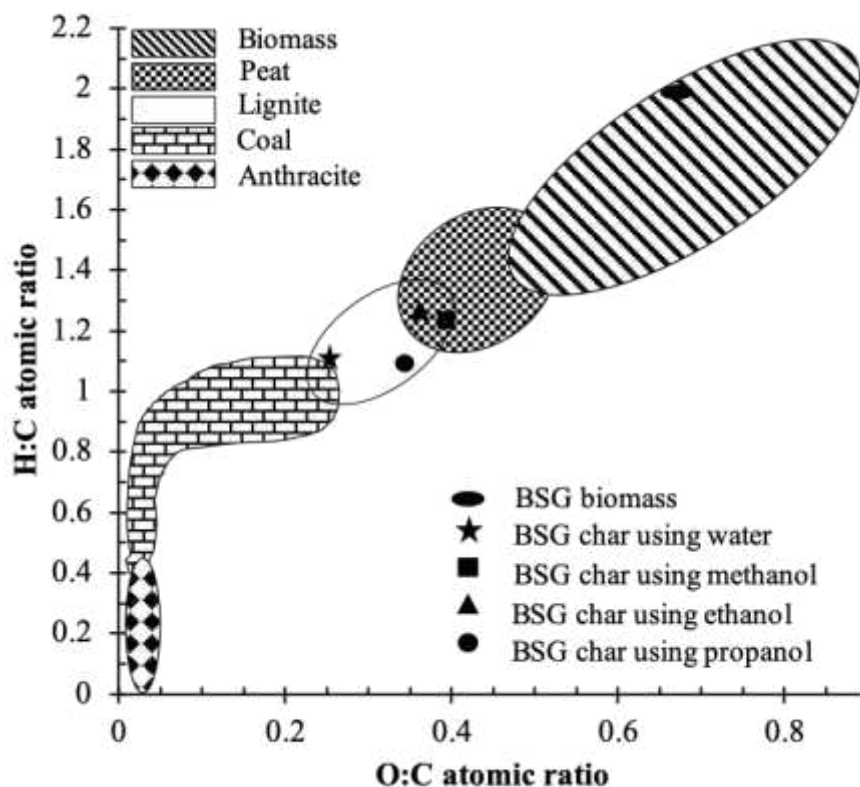 2.2
2
1.8
1.6
1.4
1.2
1
0.8
0.6
0.4
0.2
0
H:C atomic ratio
Biomass
Peat
Lignite
Coal
Anthracite
BSG biomass
BSG char using water
BSG char using methanol
BSG char using ethanol
BSG char using propanol
0
0.2
0.4
0.6
0.8
O:C atomic ratio